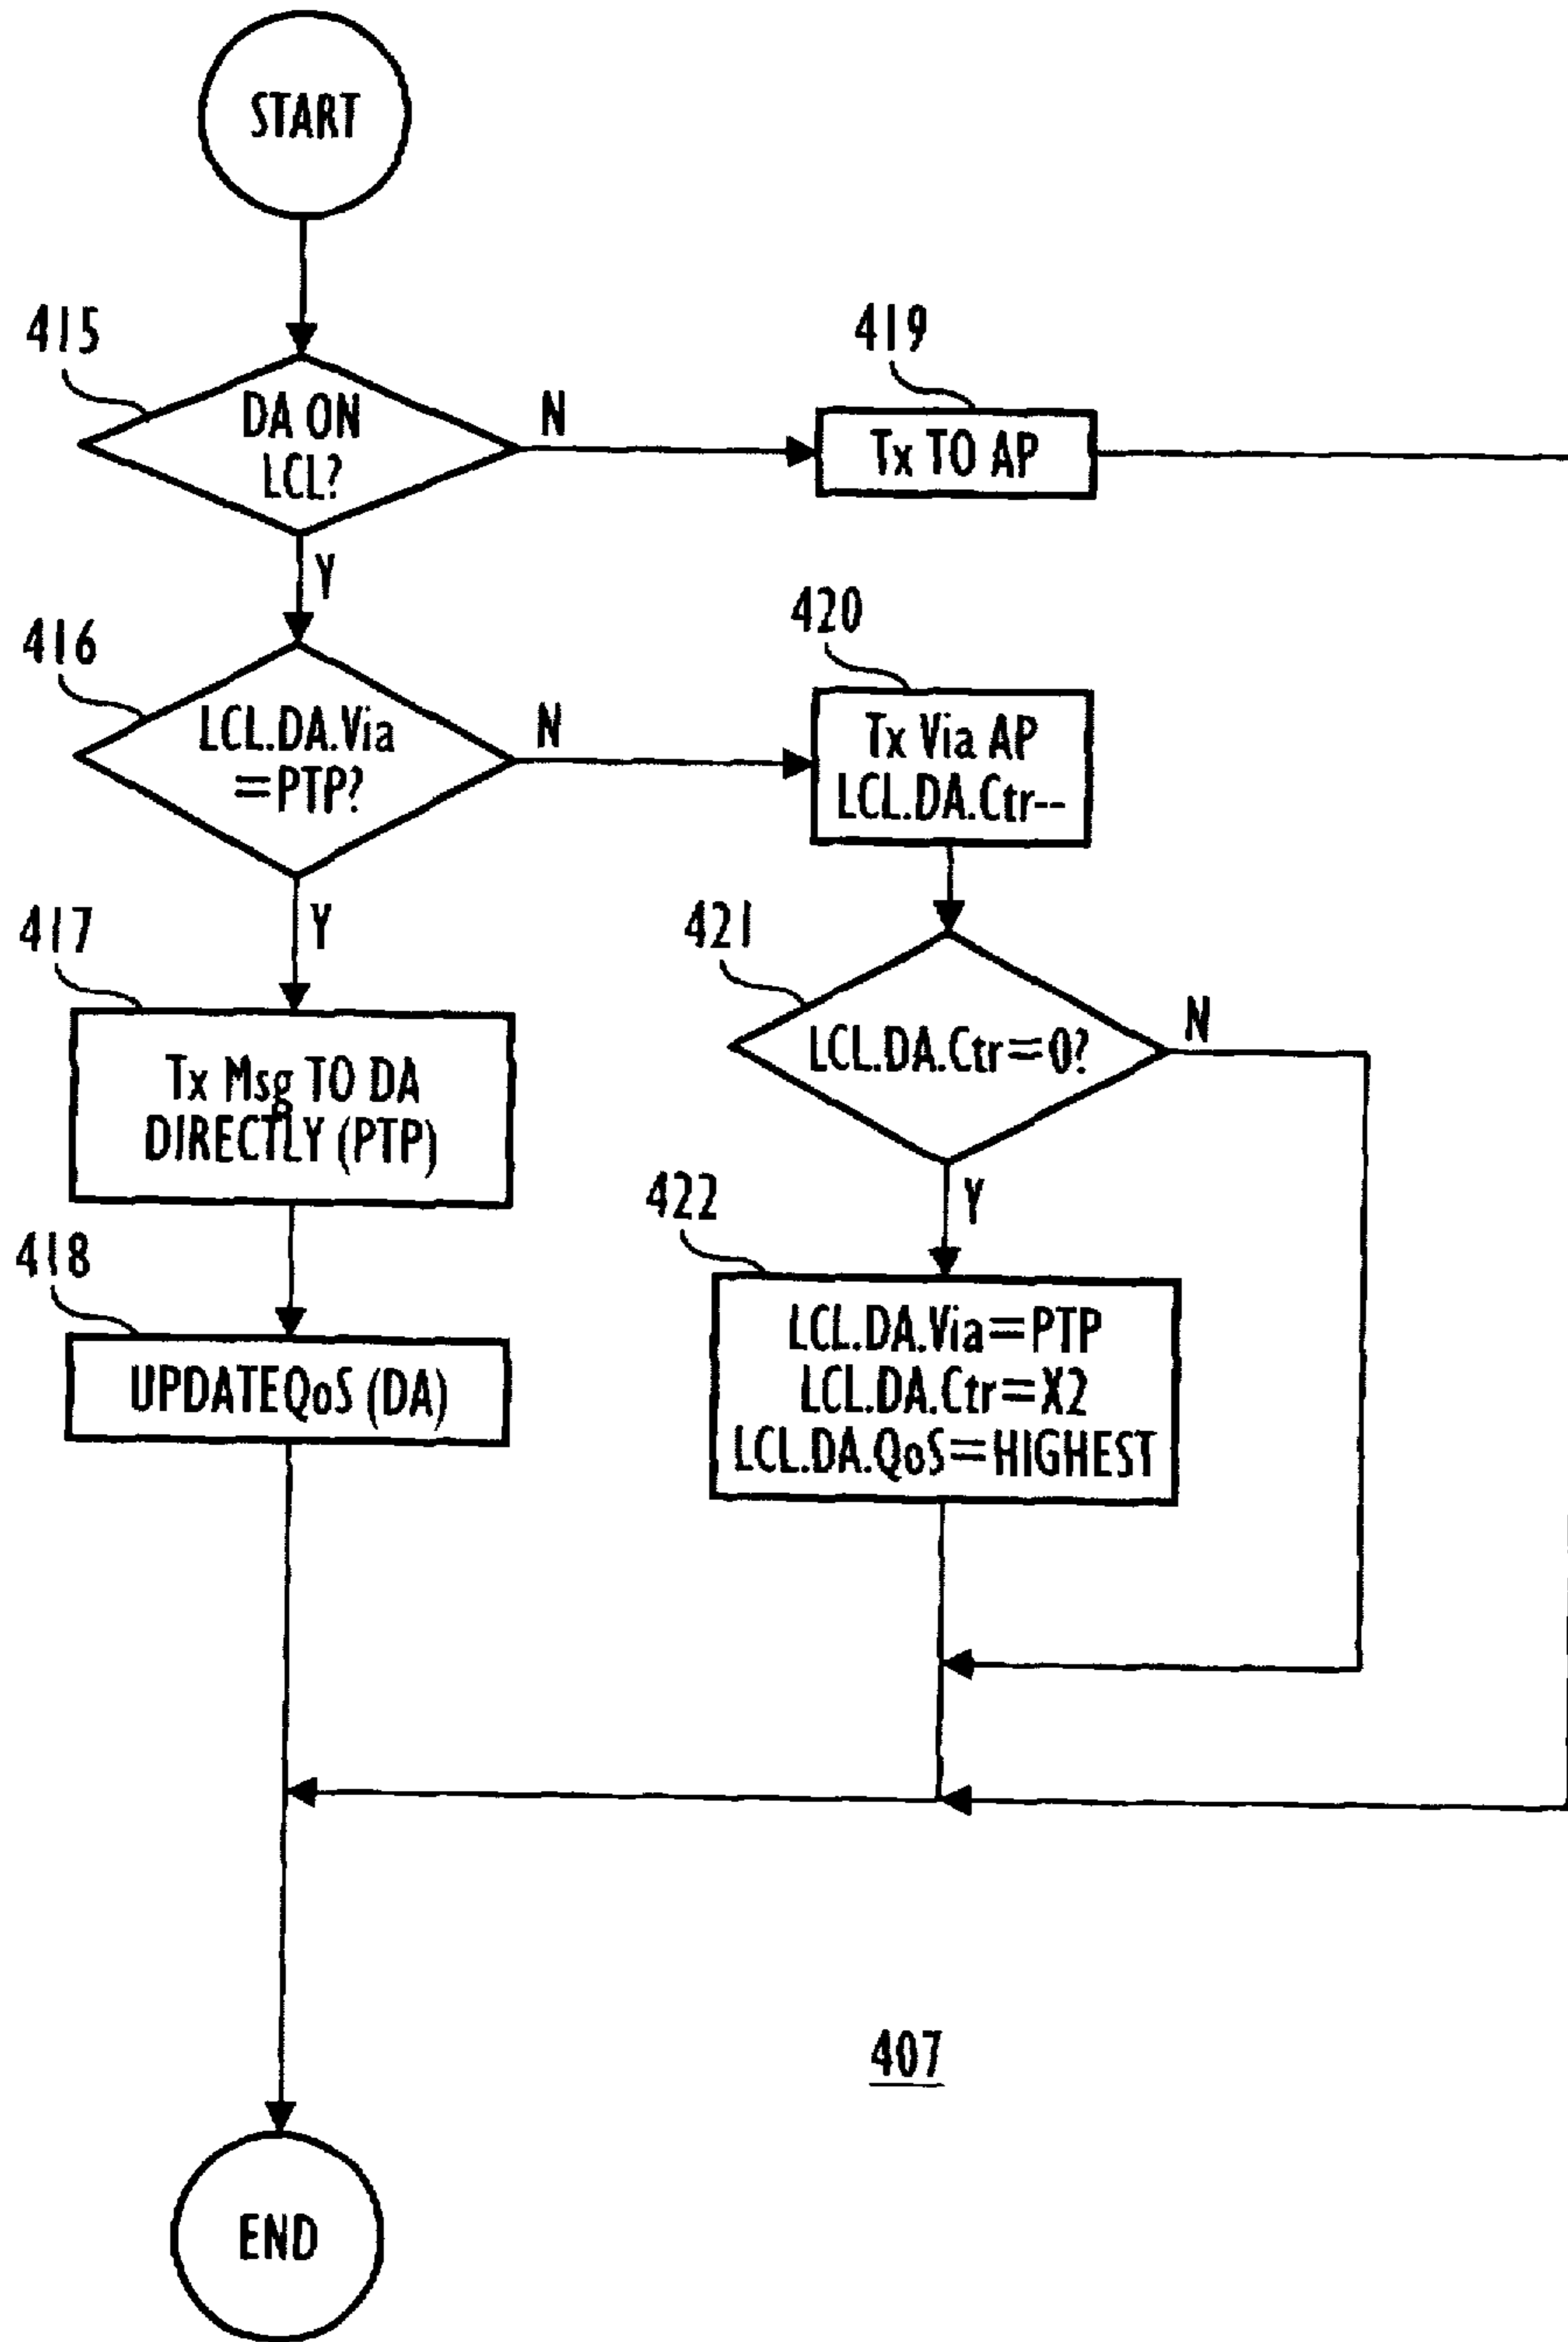 START
415
DA ON
LCL?
N
419
Tx TO AP
Y
416
LCL.DA.Via
=PTP?
N
420
Tx Via AP
LCL.DA.Ctr--
Y
417
Tx Msg TO DA
DIRECTLY (PTP)
421
LCL.DA.Ctr=0?
N
Y
418
UPDATEQoS (DA)
422
LCL.DA.Via=PTP
LCL.DA.Ctr=X2
LCL.DA.QoS=HIGHEST
407
END